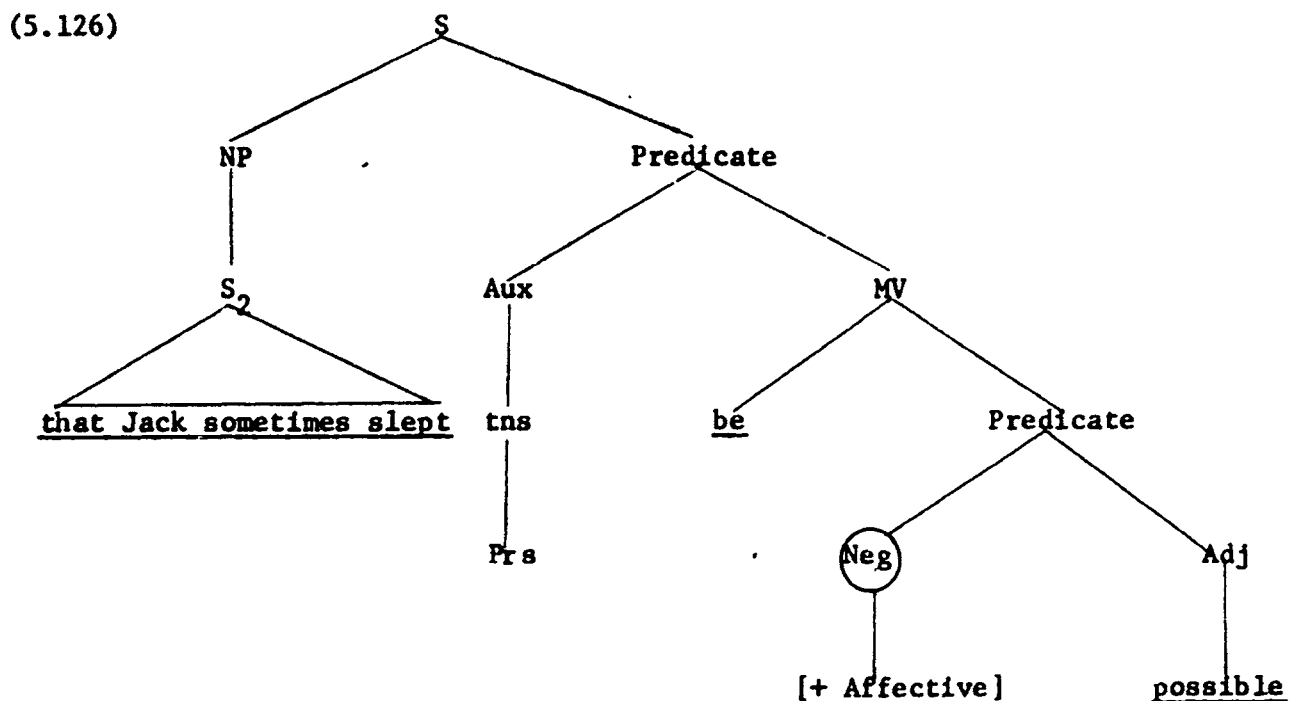 (5.126)
S
NP Predicate
S2 Aux MV
that Jack sometimes slept tns be Predicate
Prs Neg Adj
[+ Affective] possible